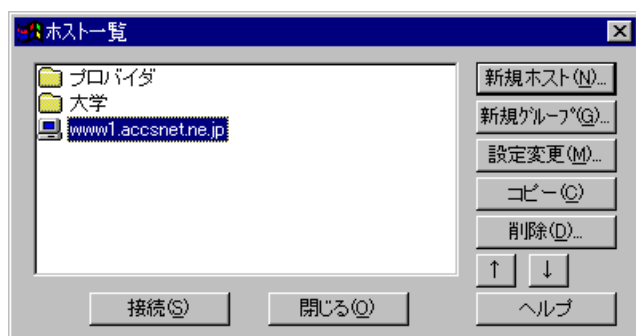 ホスト一覧
プロバイダ
大学
www1.accsnet.ne.jp
新規ホスト(N)...
新規ｸﾞﾙｰﾌﾟ(G)...
設定変更(M)...
コピー(C)
削除(D)...
↑ ↓
接続(S) 閉じる(O) ヘルプ